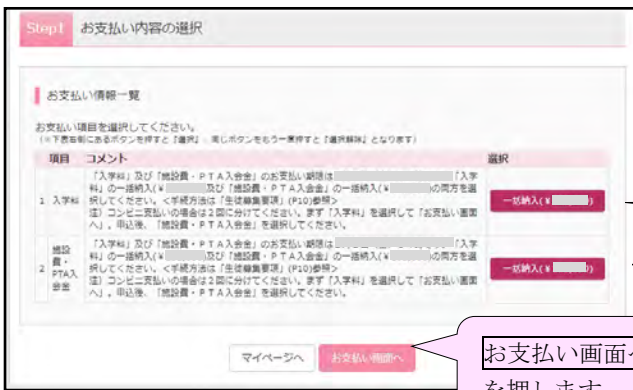 Step1 お支払い内容の選択
お支払い情報一覧
お支払い項目を選択してください。
(※下表右側にあるボタンを押すと『選択』、同じボタンをもう一度押すと『選択解除』となります)
項目 コメント 選択
1 入学料
「入学料」及び「施設費・PTA入会金」のお支払い期限は 「入学
料」の一括納入(¥ 及び「施設費・PTA入会金」の一括納入(¥ )の両方を選
択してください。<手続方法は「生徒募集要項」(P10)参照>
注）コンビニ支払いの場合は2回に分けてください。まず「入学料」を選択して「お支払い画面
へ」、申込後、「施設費・PTA入会金」を選択してください。
一括納入(¥ )
2 施設費・PTA入会金
「入学料」及び「施設費・PTA入会金」のお支払い期限は 「入学
料」の一括納入(¥ 及び「施設費・PTA入会金」の一括納入(¥ )の両方を選
択してください。<手続方法は「生徒募集要項」(P10)参照>
注）コンビニ支払いの場合は2回に分けてください。まず「入学料」を選択して「お支払い画面
へ」、申込後、「施設費・PTA入会金」を選択してください。
一括納入(¥ )
マイページへ お支払い画面へ
お支払い画面へ
を押します